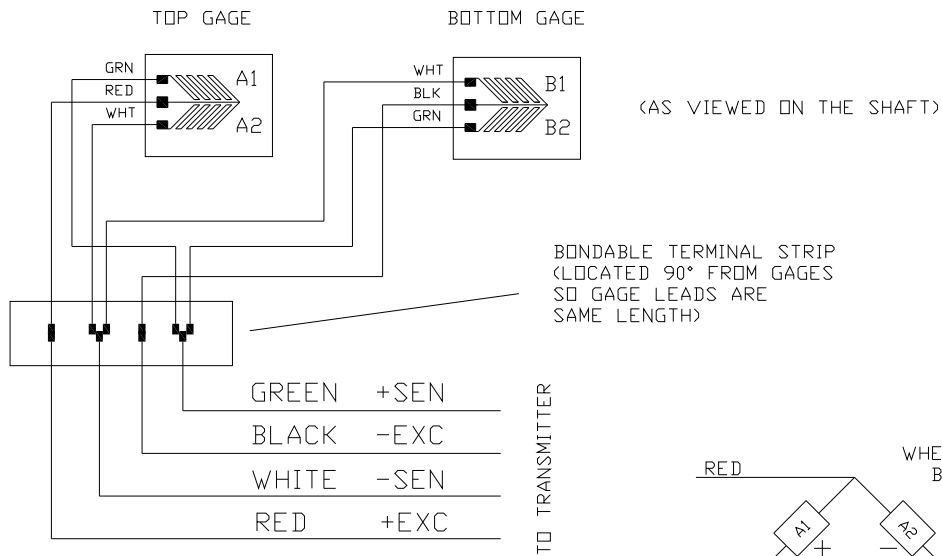 TOP GAGE
BOTTOM GAGE
GRN
RED
WHT
A1
A2
WHT
BLK
GRN
B1
B2
(AS VIEWED ON THE SHAFT)
BONDABLE TERMINAL STRIP
(LOCATED 90° FROM GAGES
SO GAGE LEADS ARE
SAME LENGTH)
GREEN +SEN
BLACK -EXC
WHITE -SEN
RED +EXC
TO TRANSMITTER
RED
A1
A2
+
-